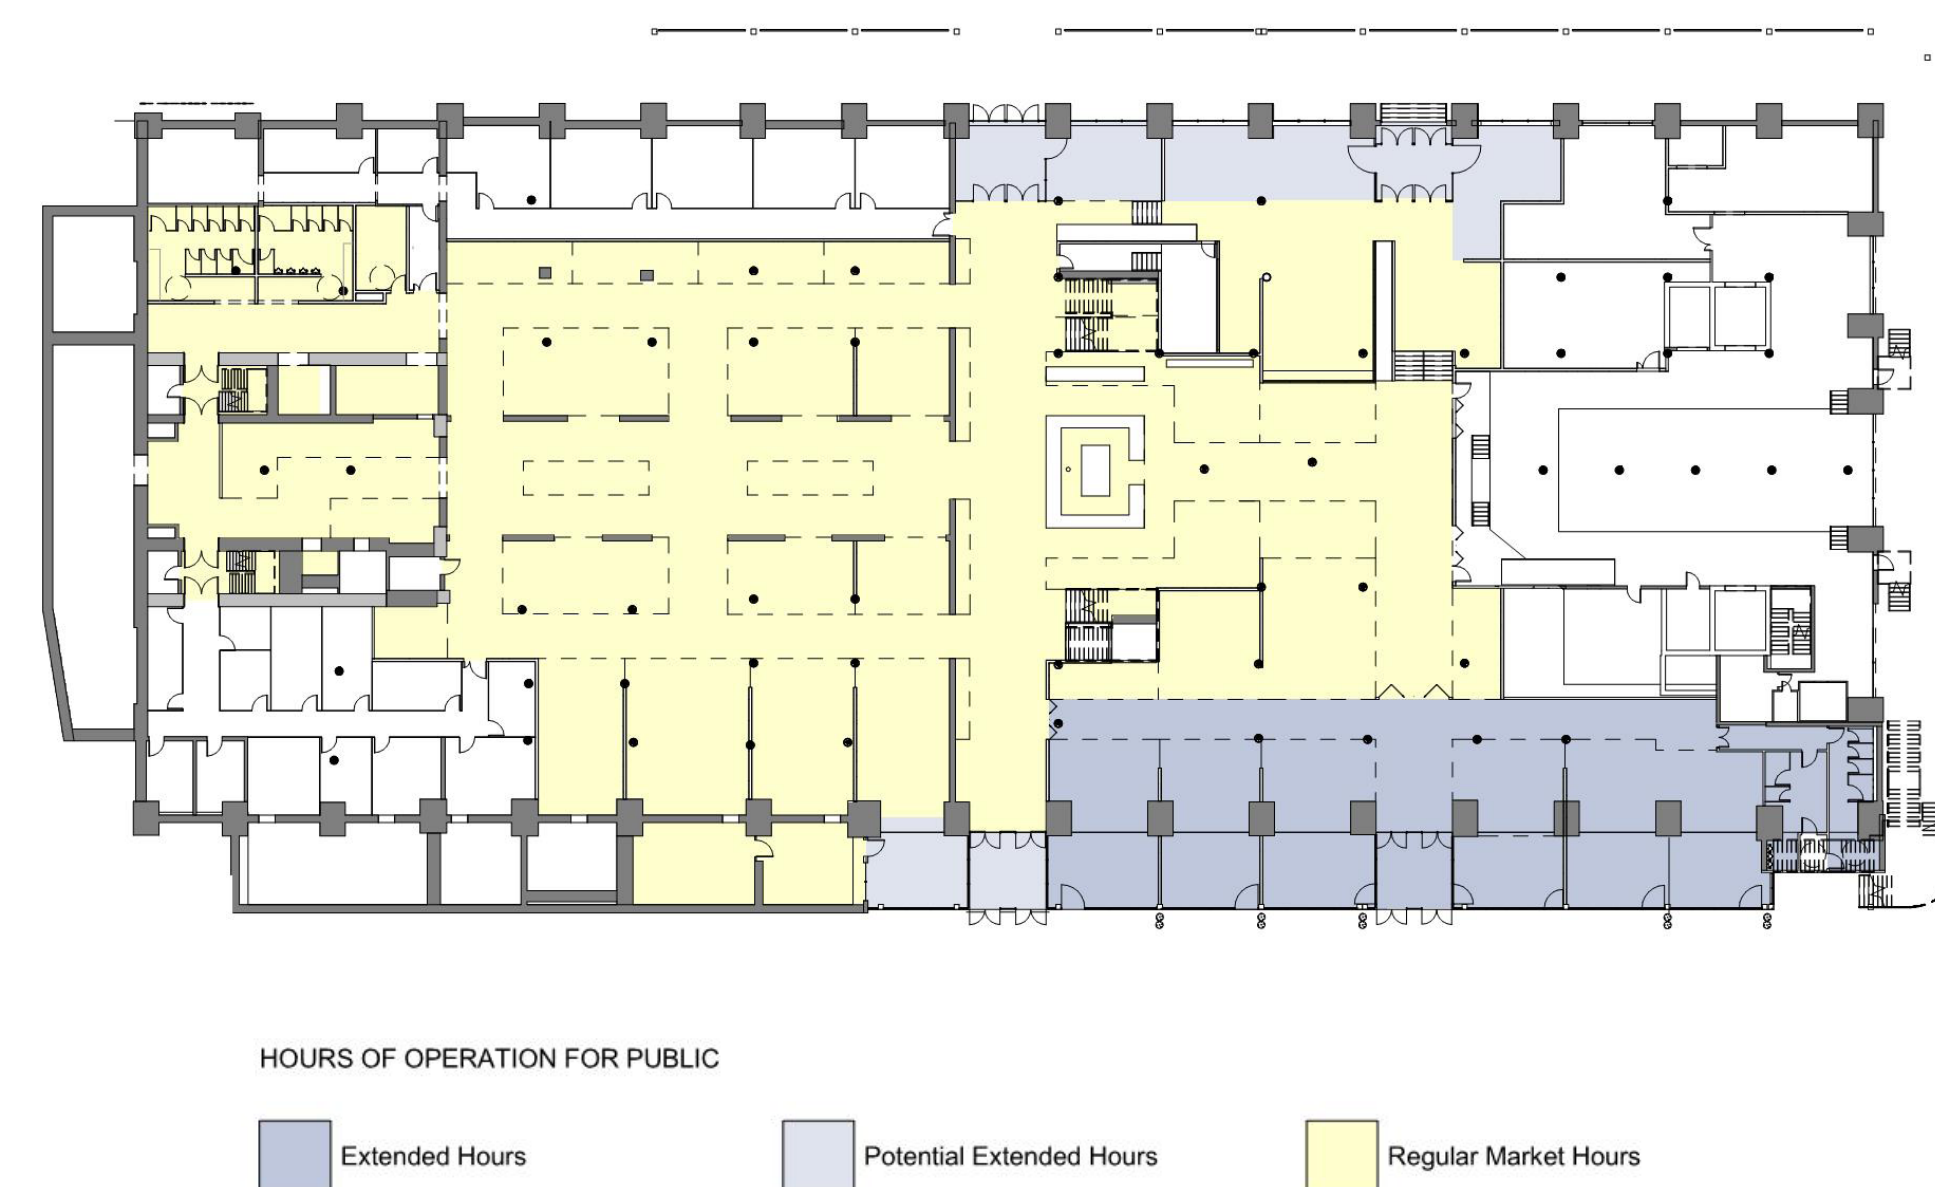 HOURS OF OPERATION FOR PUBLIC
Extended Hours
Potential Extended Hours
Regular Market Hours